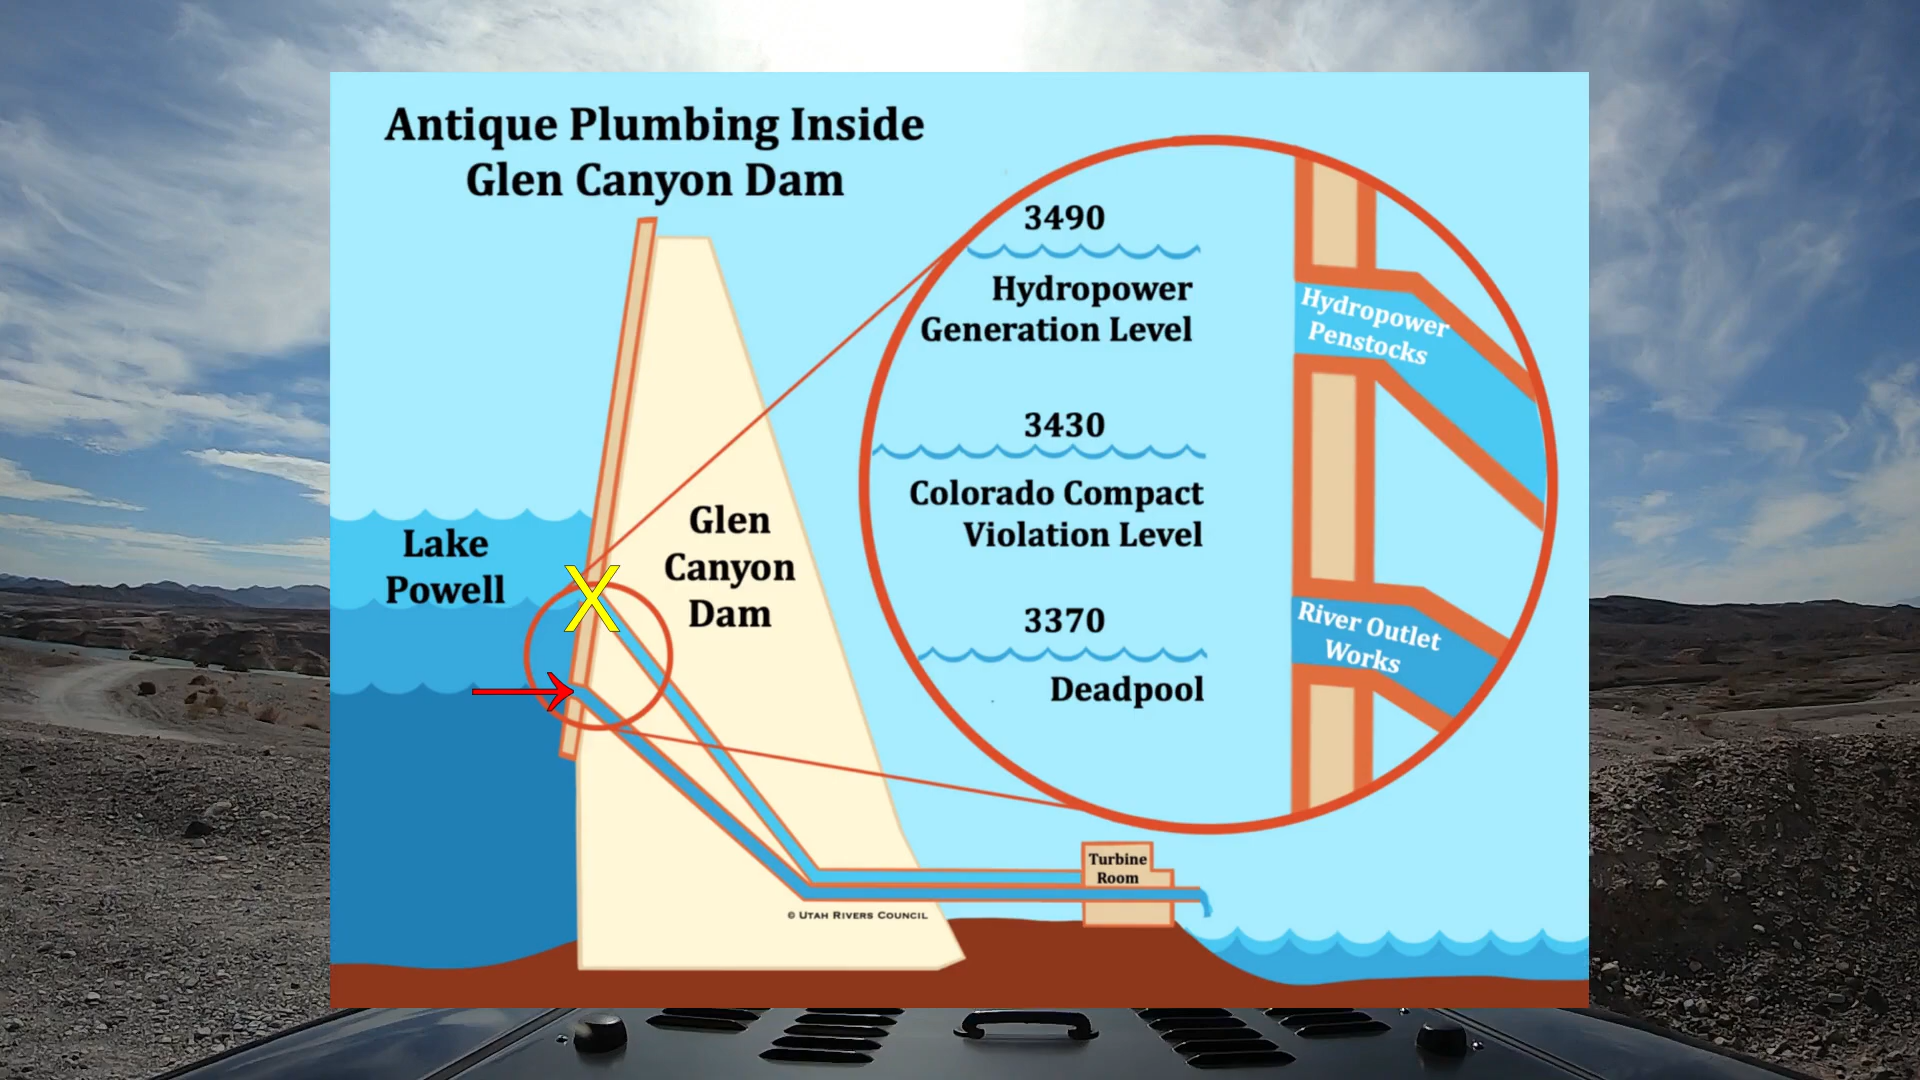 Antique Plumbing Inside
Glen Canyon Dam
3490
Hydropower
Generation Level
Hydropower
Penstocks
3430
Colorado Compact
Violation Level
3370
Deadpool
River Outlet
Works
Lake
Powell
X
Glen
Canyon
Dam
Turbine
Room
© UTAH RIVERS COUNCIL